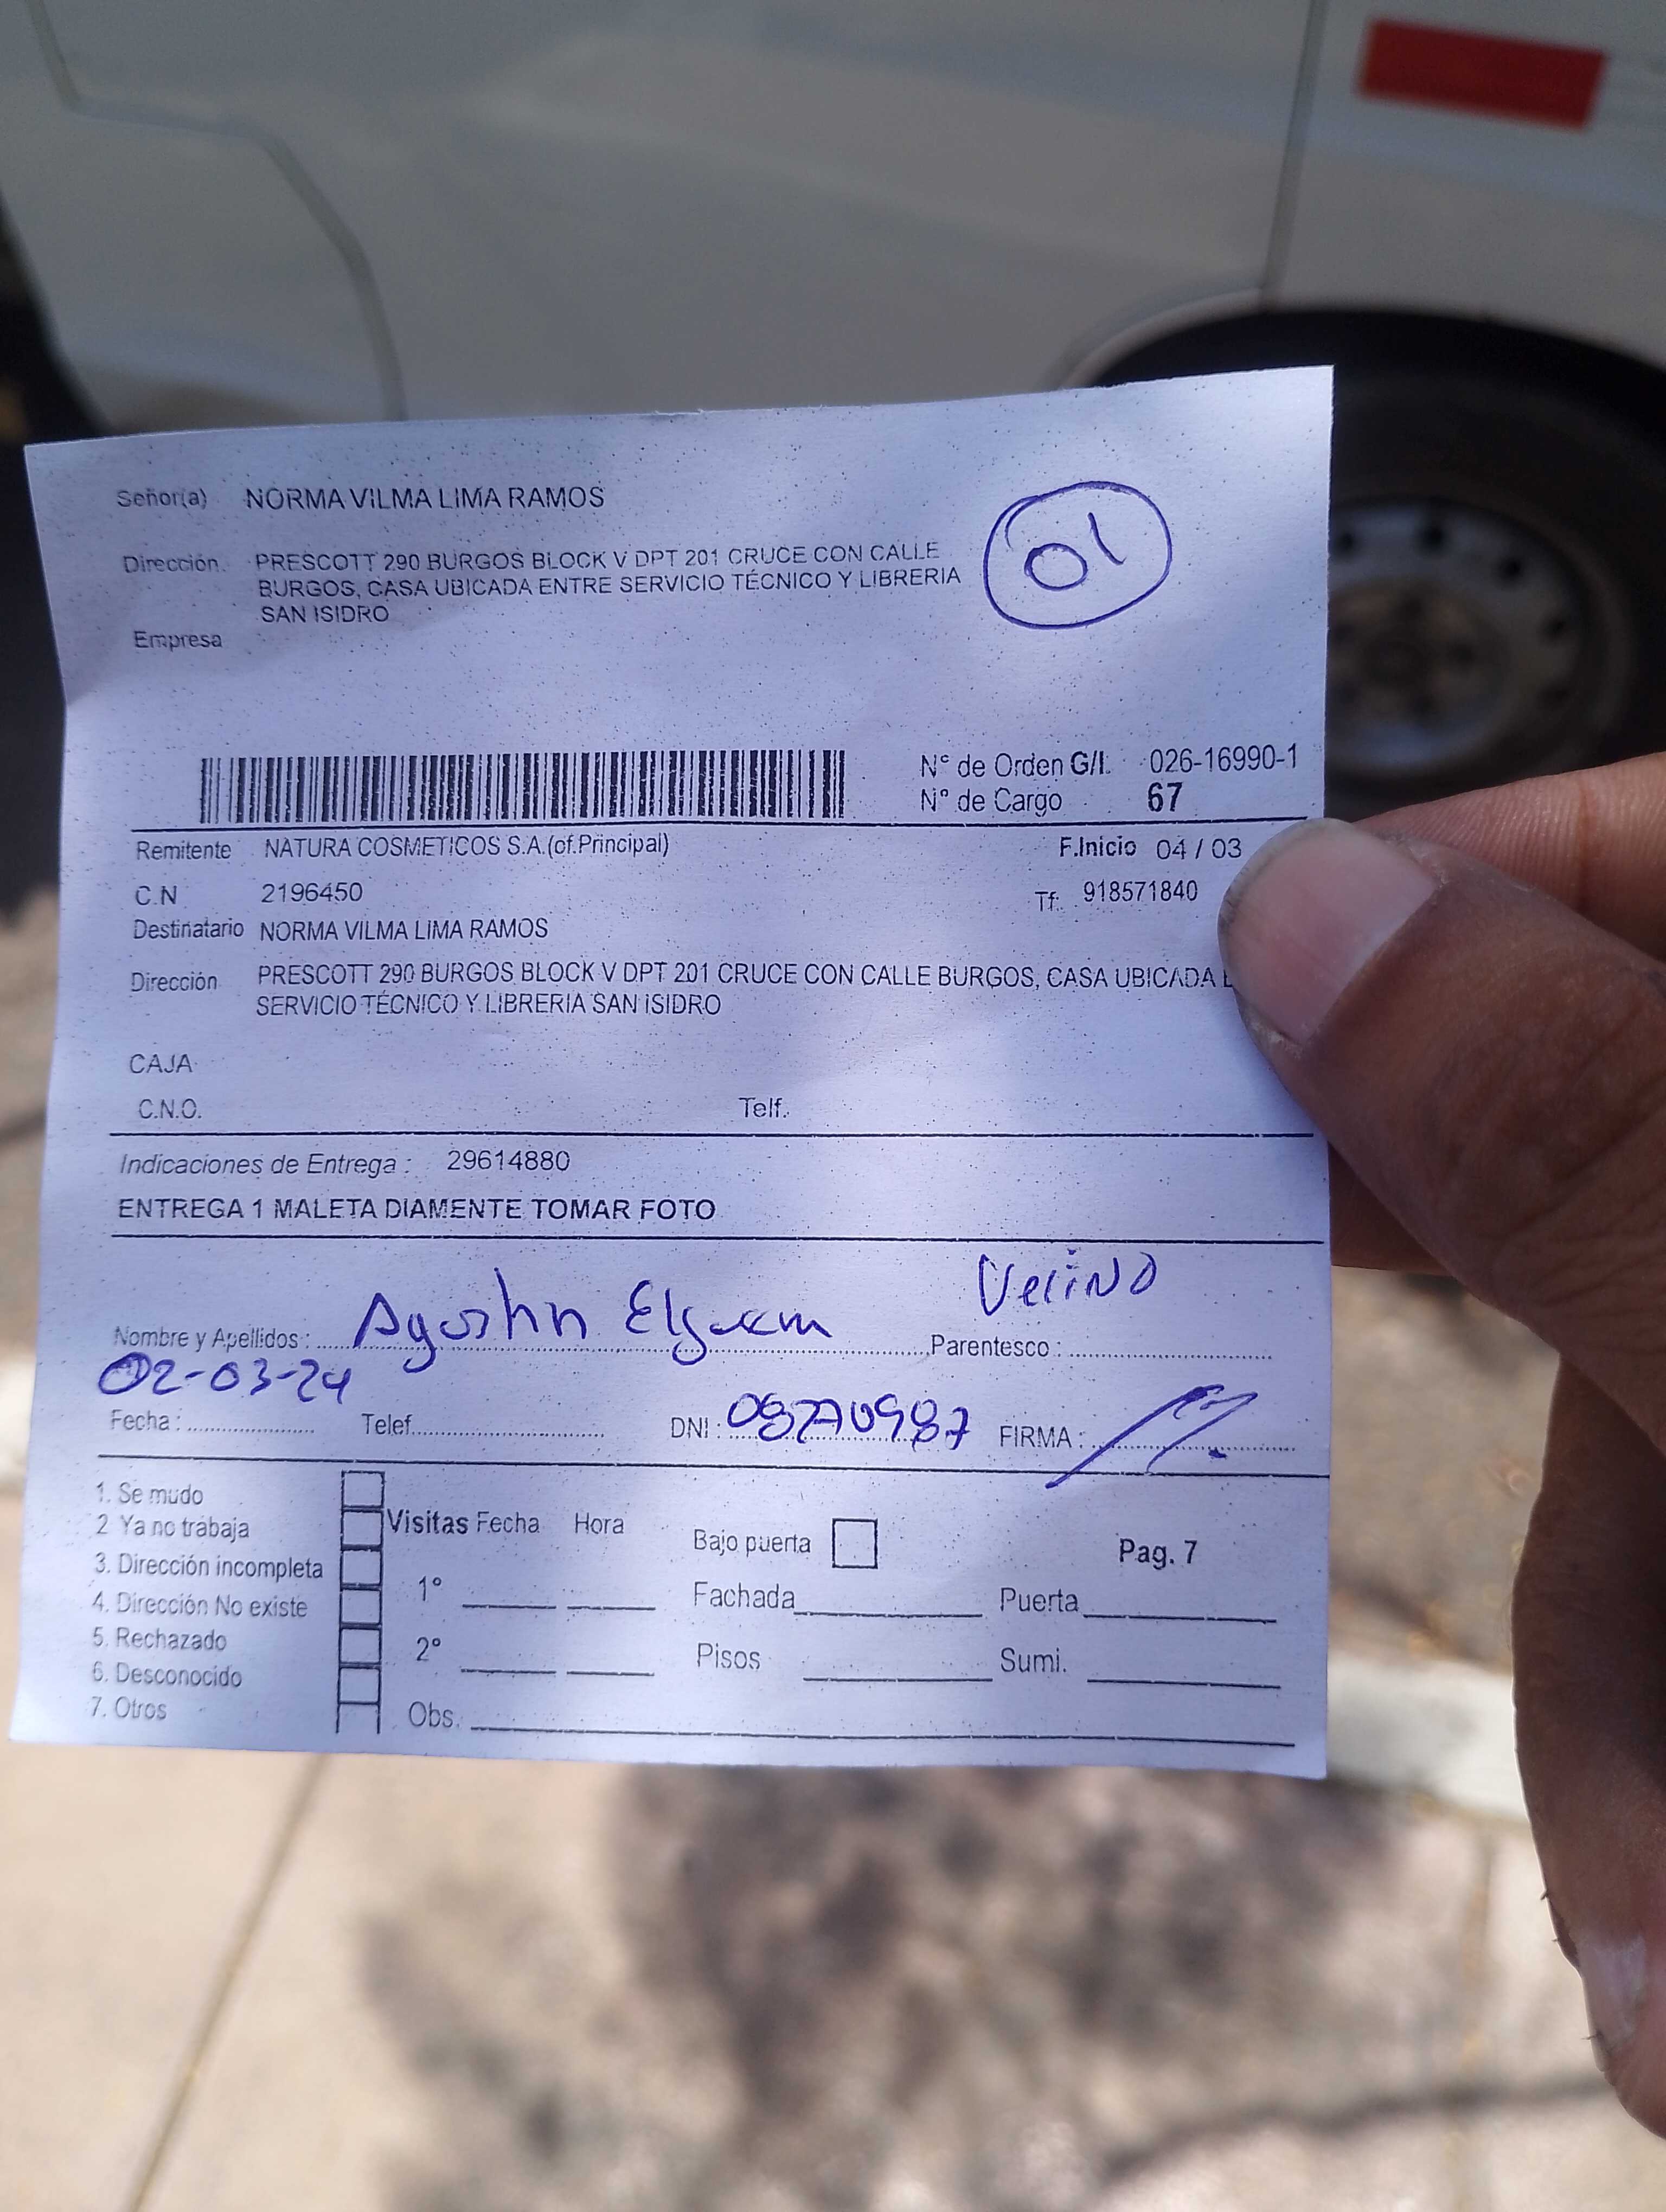 Señor(a) NORMA VILMA LIMA RAMOS
01
Dirección. PRESCOTT 290 BURGOS BLOCK V DPT 201 CRUCE CON CALLE
BURGOS, CASA UBICADA ENTRE SERVICIO TÉCNICO Y LIBRERIA
SAN ISIDRO
Empresa
N° de Orden G/I. 026-16990-1
N° de Cargo 67
Remitente NATURA COSMETICOS S.A.(of.Principal) F.Inicio 04 / 03
C.N 2196450 Tf: 918571840
Destinatario NORMA VILMA LIMA RAMOS
Dirección PRESCOTT 290 BURGOS BLOCK V DPT 201 CRUCE CON CALLE BURGOS, CASA UBICADA
SERVICIO TÉCNICO Y LIBRERIA SAN ISIDRO
CAJA
C.N.O. Telf.
Indicaciones de Entrega : 29614880
ENTREGA 1 MALETA DIAMENTE TOMAR FOTO
Nombre y Apellidos : Agustin Parentesco :
02-03-24
Fecha : Telef. DNI : FIRMA :
1. Se mudo
2 Ya no trabaja
3. Dirección incompleta
4. Dirección No existe
5. Rechazado
6. Desconocido
7. Otros
Visitas Fecha Hora
1°
2°
Obs.
Bajo puerta Pag. 7
Fachada Puerta
Pisos Sumi.